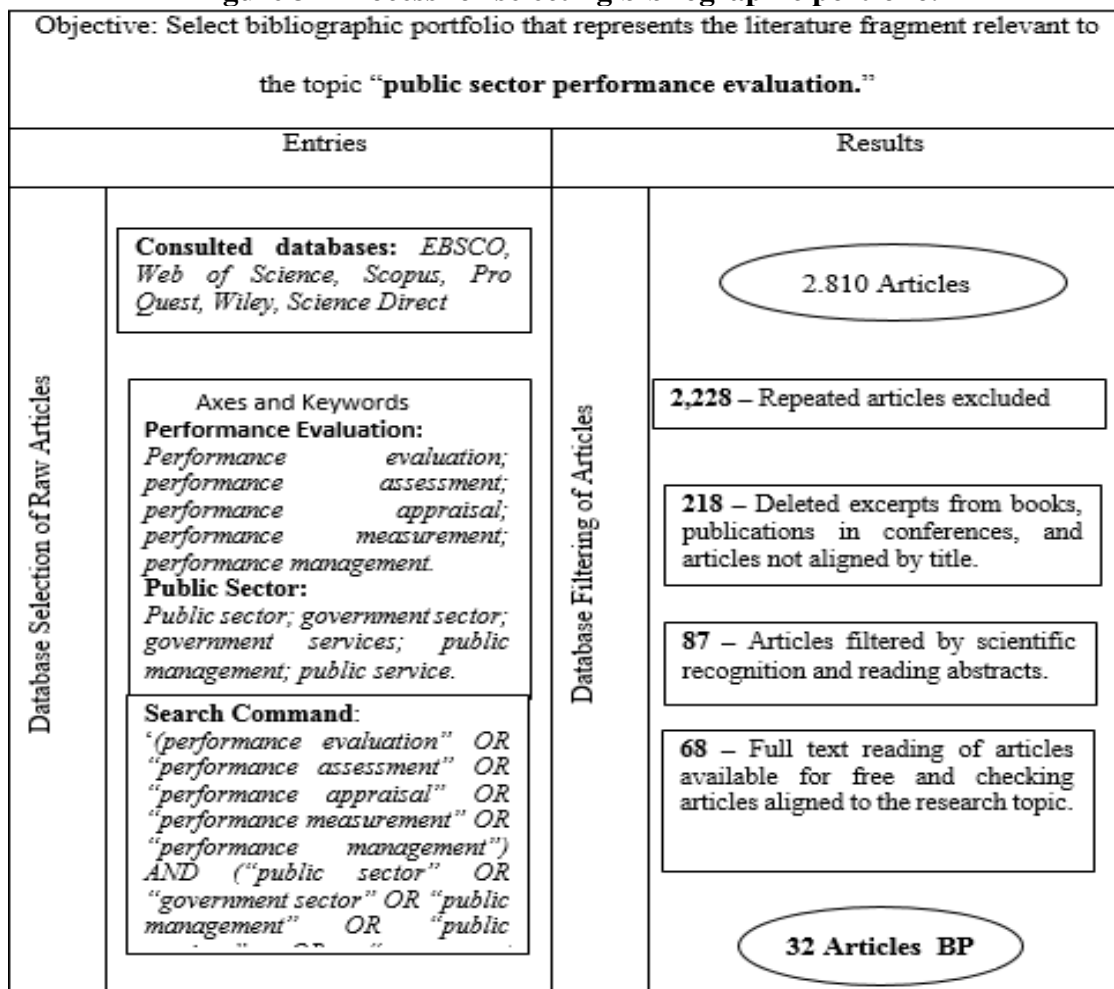 Objective: Select bibliographic portfolio that represents the literature fragment relevant to
the topic “public sector performance evaluation.”
Entries
Results
Database Selection of Raw Articles
Consulted databases: EBSCO,
Web of Science, Scopus, Pro
Quest, Wiley, Science Direct
Axes and Keywords
Performance Evaluation:
Performance evaluation;
performance assessment;
performance appraisal;
performance measurement;
performance management.
Public Sector:
Public sector; government sector;
government services; public
management; public service.
Search Command:
‘(performance evaluation” OR
“performance assessment” OR
“performance appraisal” OR
“performance measurement” OR
“performance management”)
AND (“public sector” OR
“government sector” OR “public
management” OR “public
Database Filtering of Articles
2.810 Articles
2,228 – Repeated articles excluded
218 – Deleted excerpts from books,
publications in conferences, and
articles not aligned by title.
87 – Articles filtered by scientific
recognition and reading abstracts.
68 – Full text reading of articles
available for free and checking
articles aligned to the research topic.
32 Articles BP